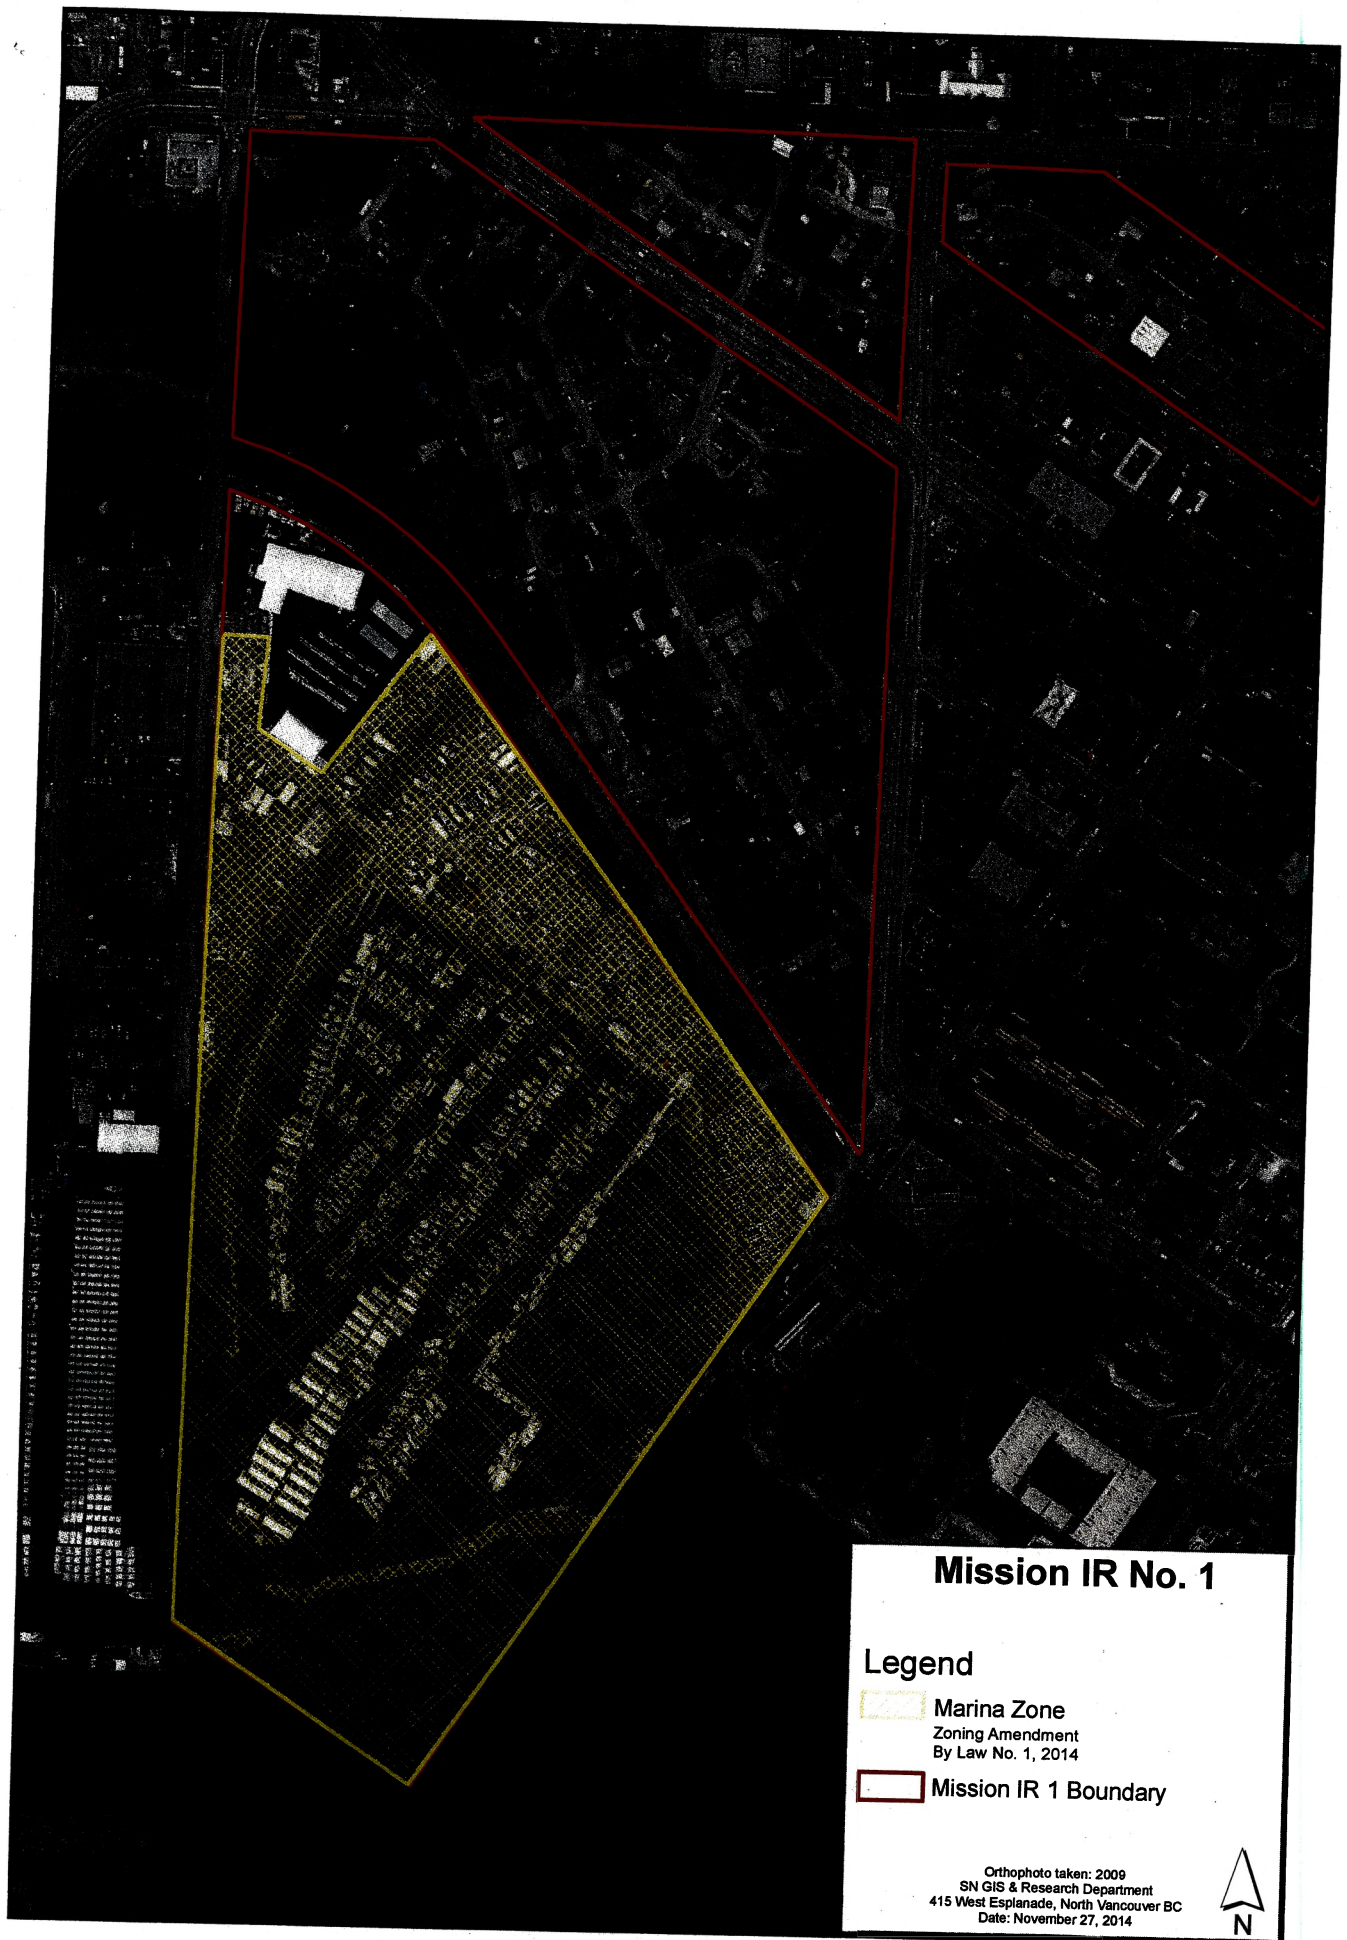 Mission IR No. 1
Legend
Marina Zone
Zoning Amendment
By Law No. 1, 2014
Mission IR 1 Boundary
Orthophoto taken: 2009
SN GIS & Research Department
415 West Esplanade, North Vancouver BC
Date: November 27, 2014
N